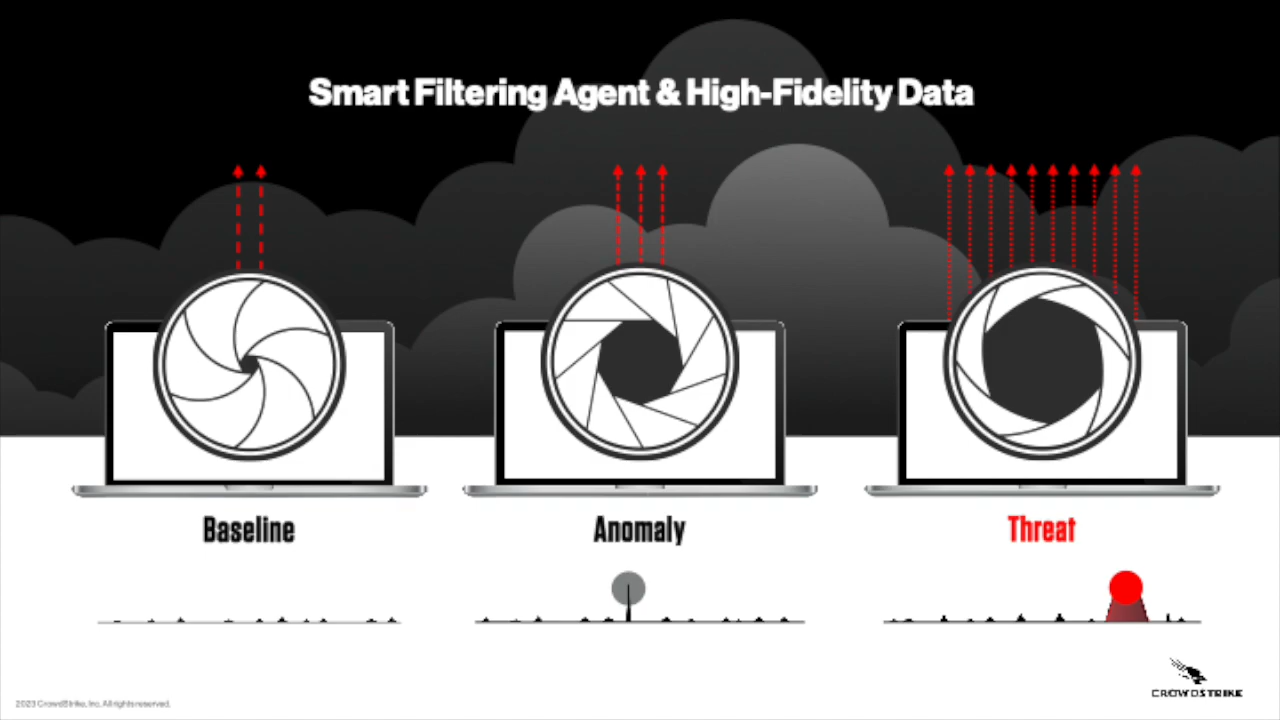 Smart Filtering Agent & High-Fidelity Data
Baseline
Anomaly
Threat
2023 CrowdStrike, Inc. All rights reserved.
CROWDSTRIKE